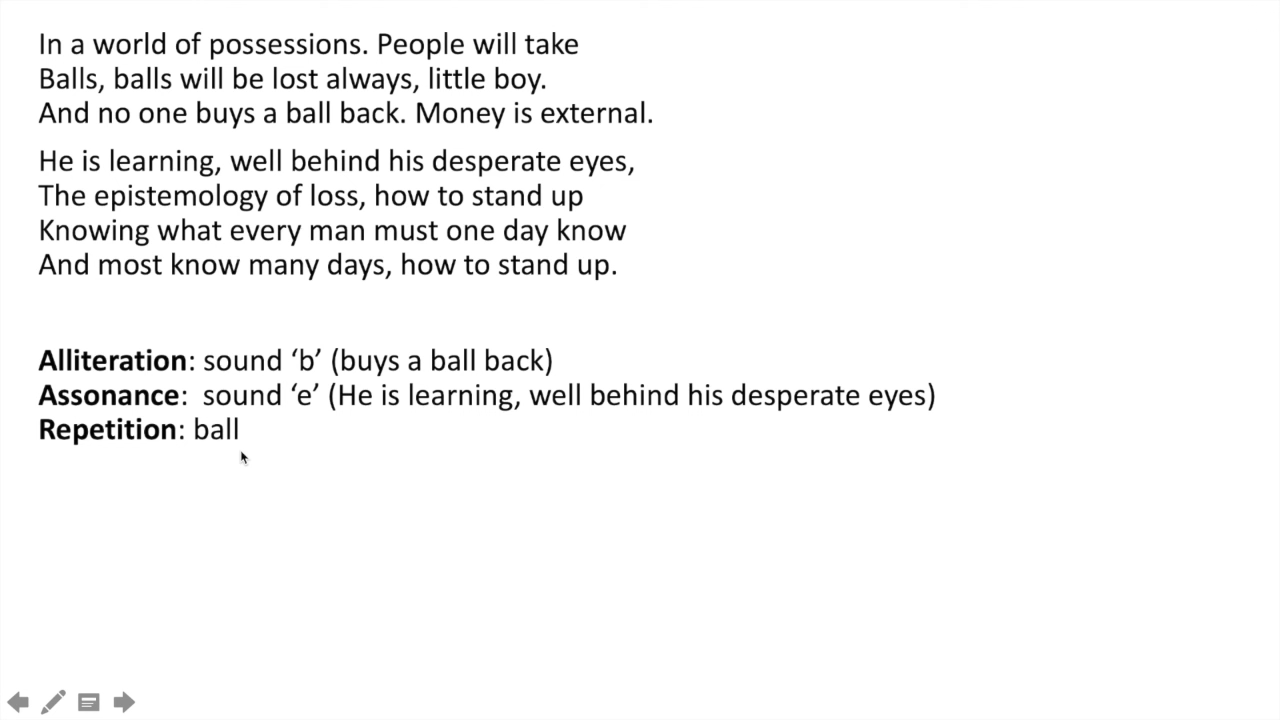 In a world of possessions. People will take
Balls, balls will be lost always, little boy.
And no one buys a ball back. Money is external.
He is learning, well behind his desperate eyes,
The epistemology of loss, how to stand up
Knowing what every man must one day know
And most know many days, how to stand up.
Alliteration: sound ‘b’ (buys a ball back)
Assonance:  sound ‘e’ (He is learning, well behind his desperate eyes)
Repetition: ball